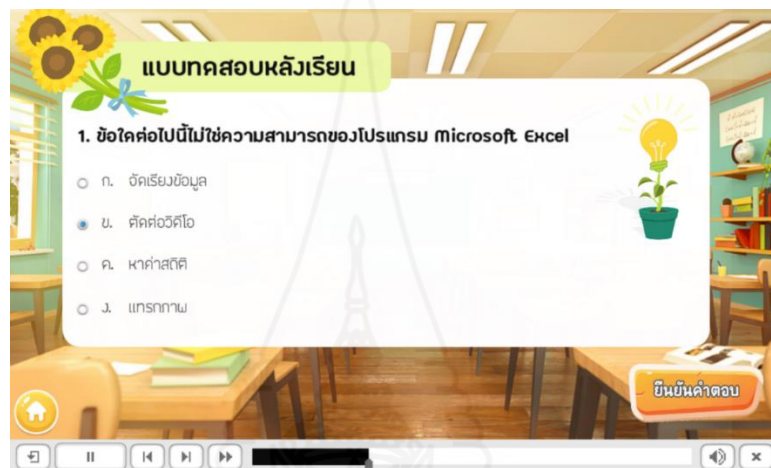 แบบทดสอบหลังเรียน
1. ข้อใดต่อไปนี้ไม่ใช่ความสามารถของโปรแกรม Microsoft Excel
ก. จัดเรียงข้อมูล
ข. ตัดต่อวิดีโอ
ค. หาค่าสถิติ
ง. แทรกภาพ
ยืนยันคำตอบ